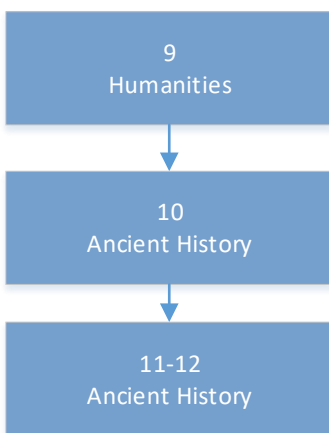 9
Humanities
10
Ancient History
11-12
Ancient History